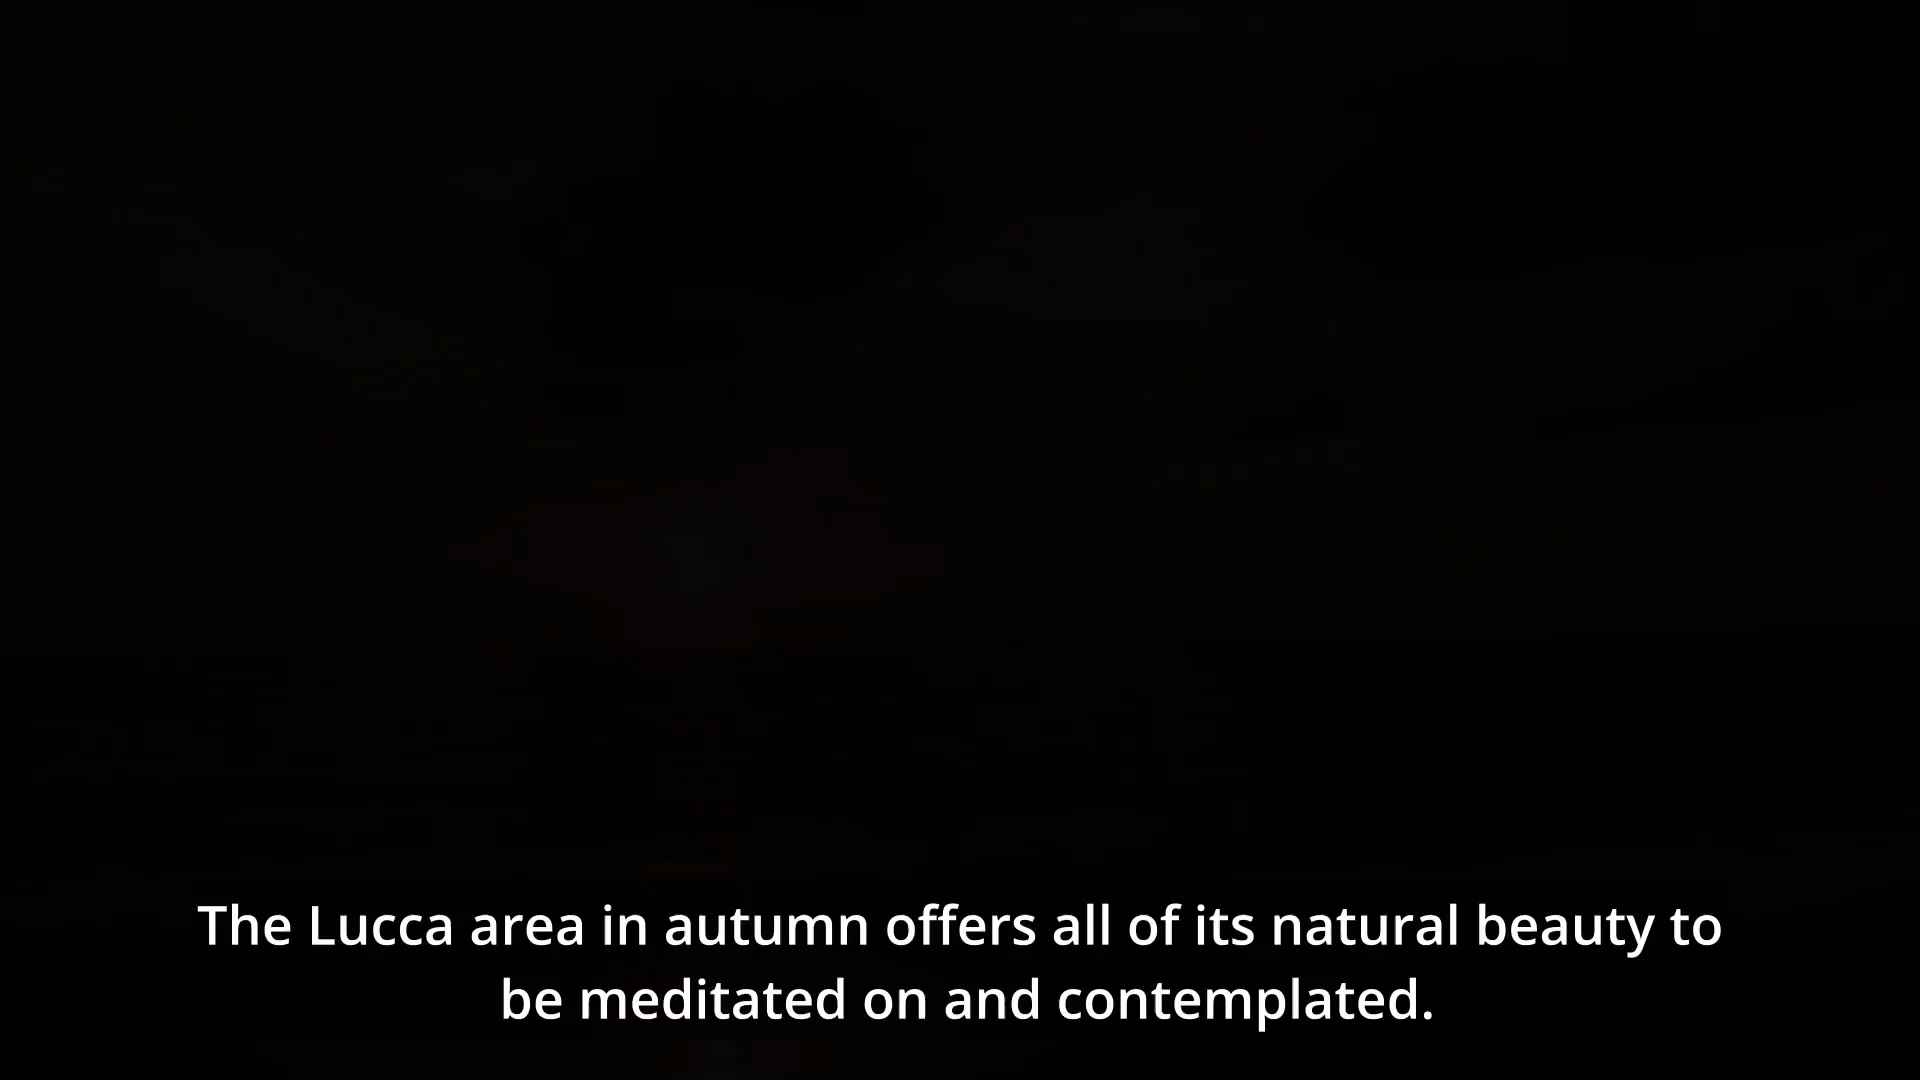 The Lucca area in autumn offers all of its natural beauty to
be meditated on and contemplated.